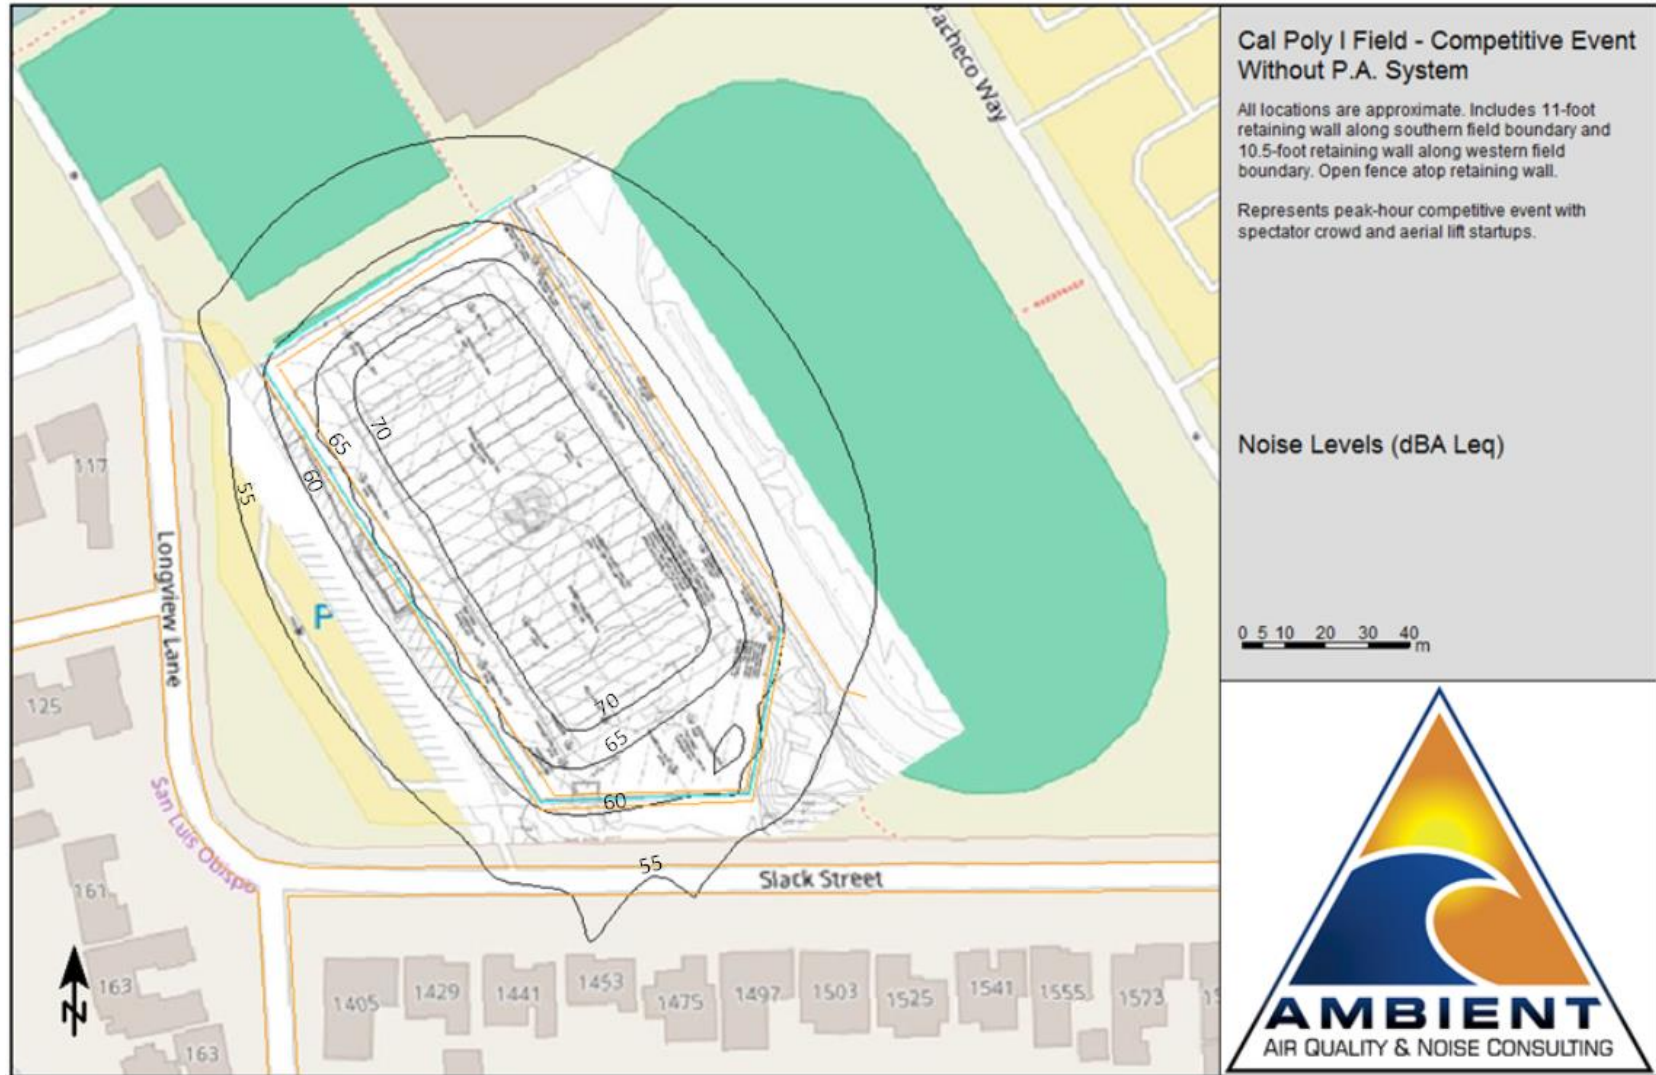 Pacheco Way
117
Longview Lane
125
P
San Luis Obispo
161
163
163
Slack Street
1405
1429
1441
1453
1475
1497
1503
1525
1541
1555
1573
70
65
60
55
70
65
60
55
N
Cal Poly I Field - Competitive Event
Without P.A. System
All locations are approximate. Includes 11-foot
retaining wall along southern field boundary and
10.5-foot retaining wall along western field
boundary. Open fence atop retaining wall.
Represents peak-hour competitive event with
spectator crowd and aerial lift startups.
Noise Levels (dBA Leq)
0 5 10 20 30 40
m
AMBIENT
AIR QUALITY & NOISE CONSULTING